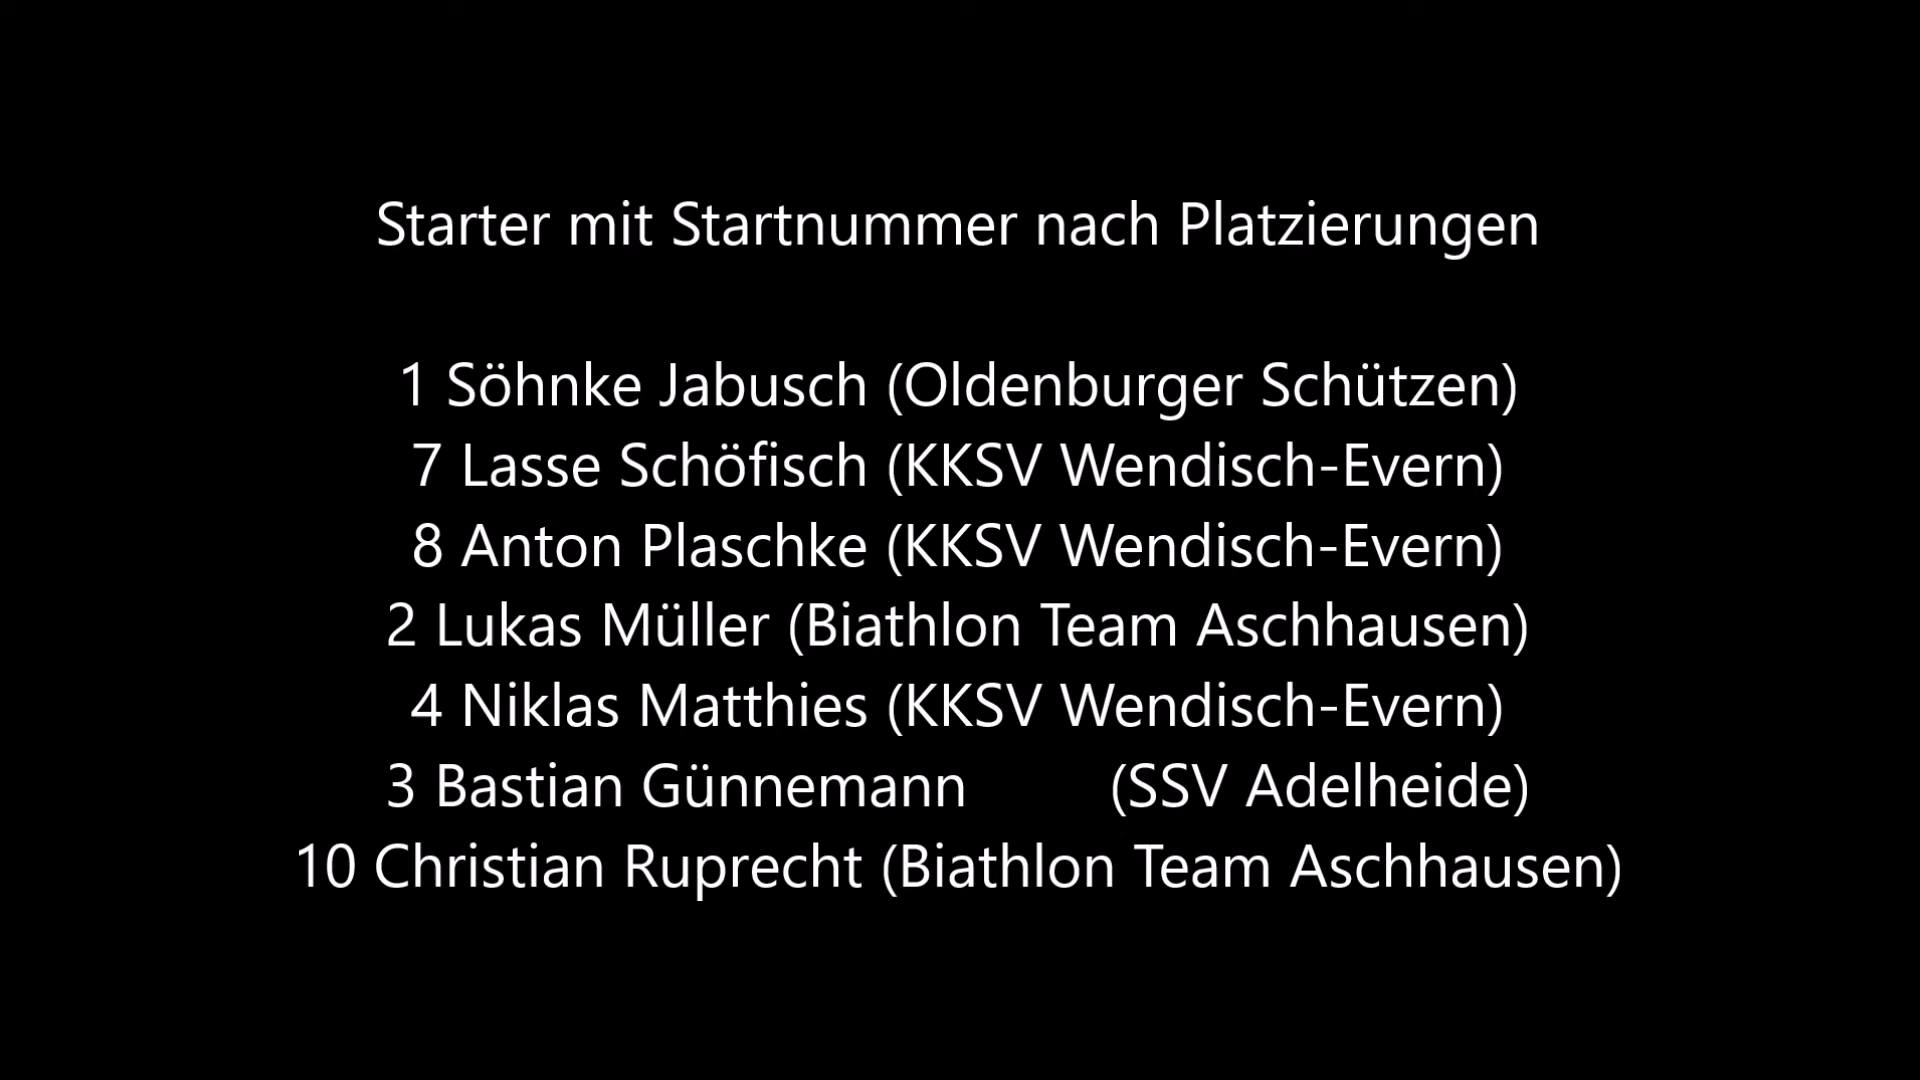 Starter mit Startnummer nach Platzierungen
1 Söhnke Jabusch (Oldenburger Schützen)
7 Lasse Schöfisch (KKSV Wendisch-Evern)
8 Anton Plaschke (KKSV Wendisch-Evern)
2 Lukas Müller (Biathlon Team Aschhausen)
4 Niklas Matthies (KKSV Wendisch-Evern)
3 Bastian Günnemann (SSV Adelheide)
10 Christian Ruprecht (Biathlon Team Aschhausen)